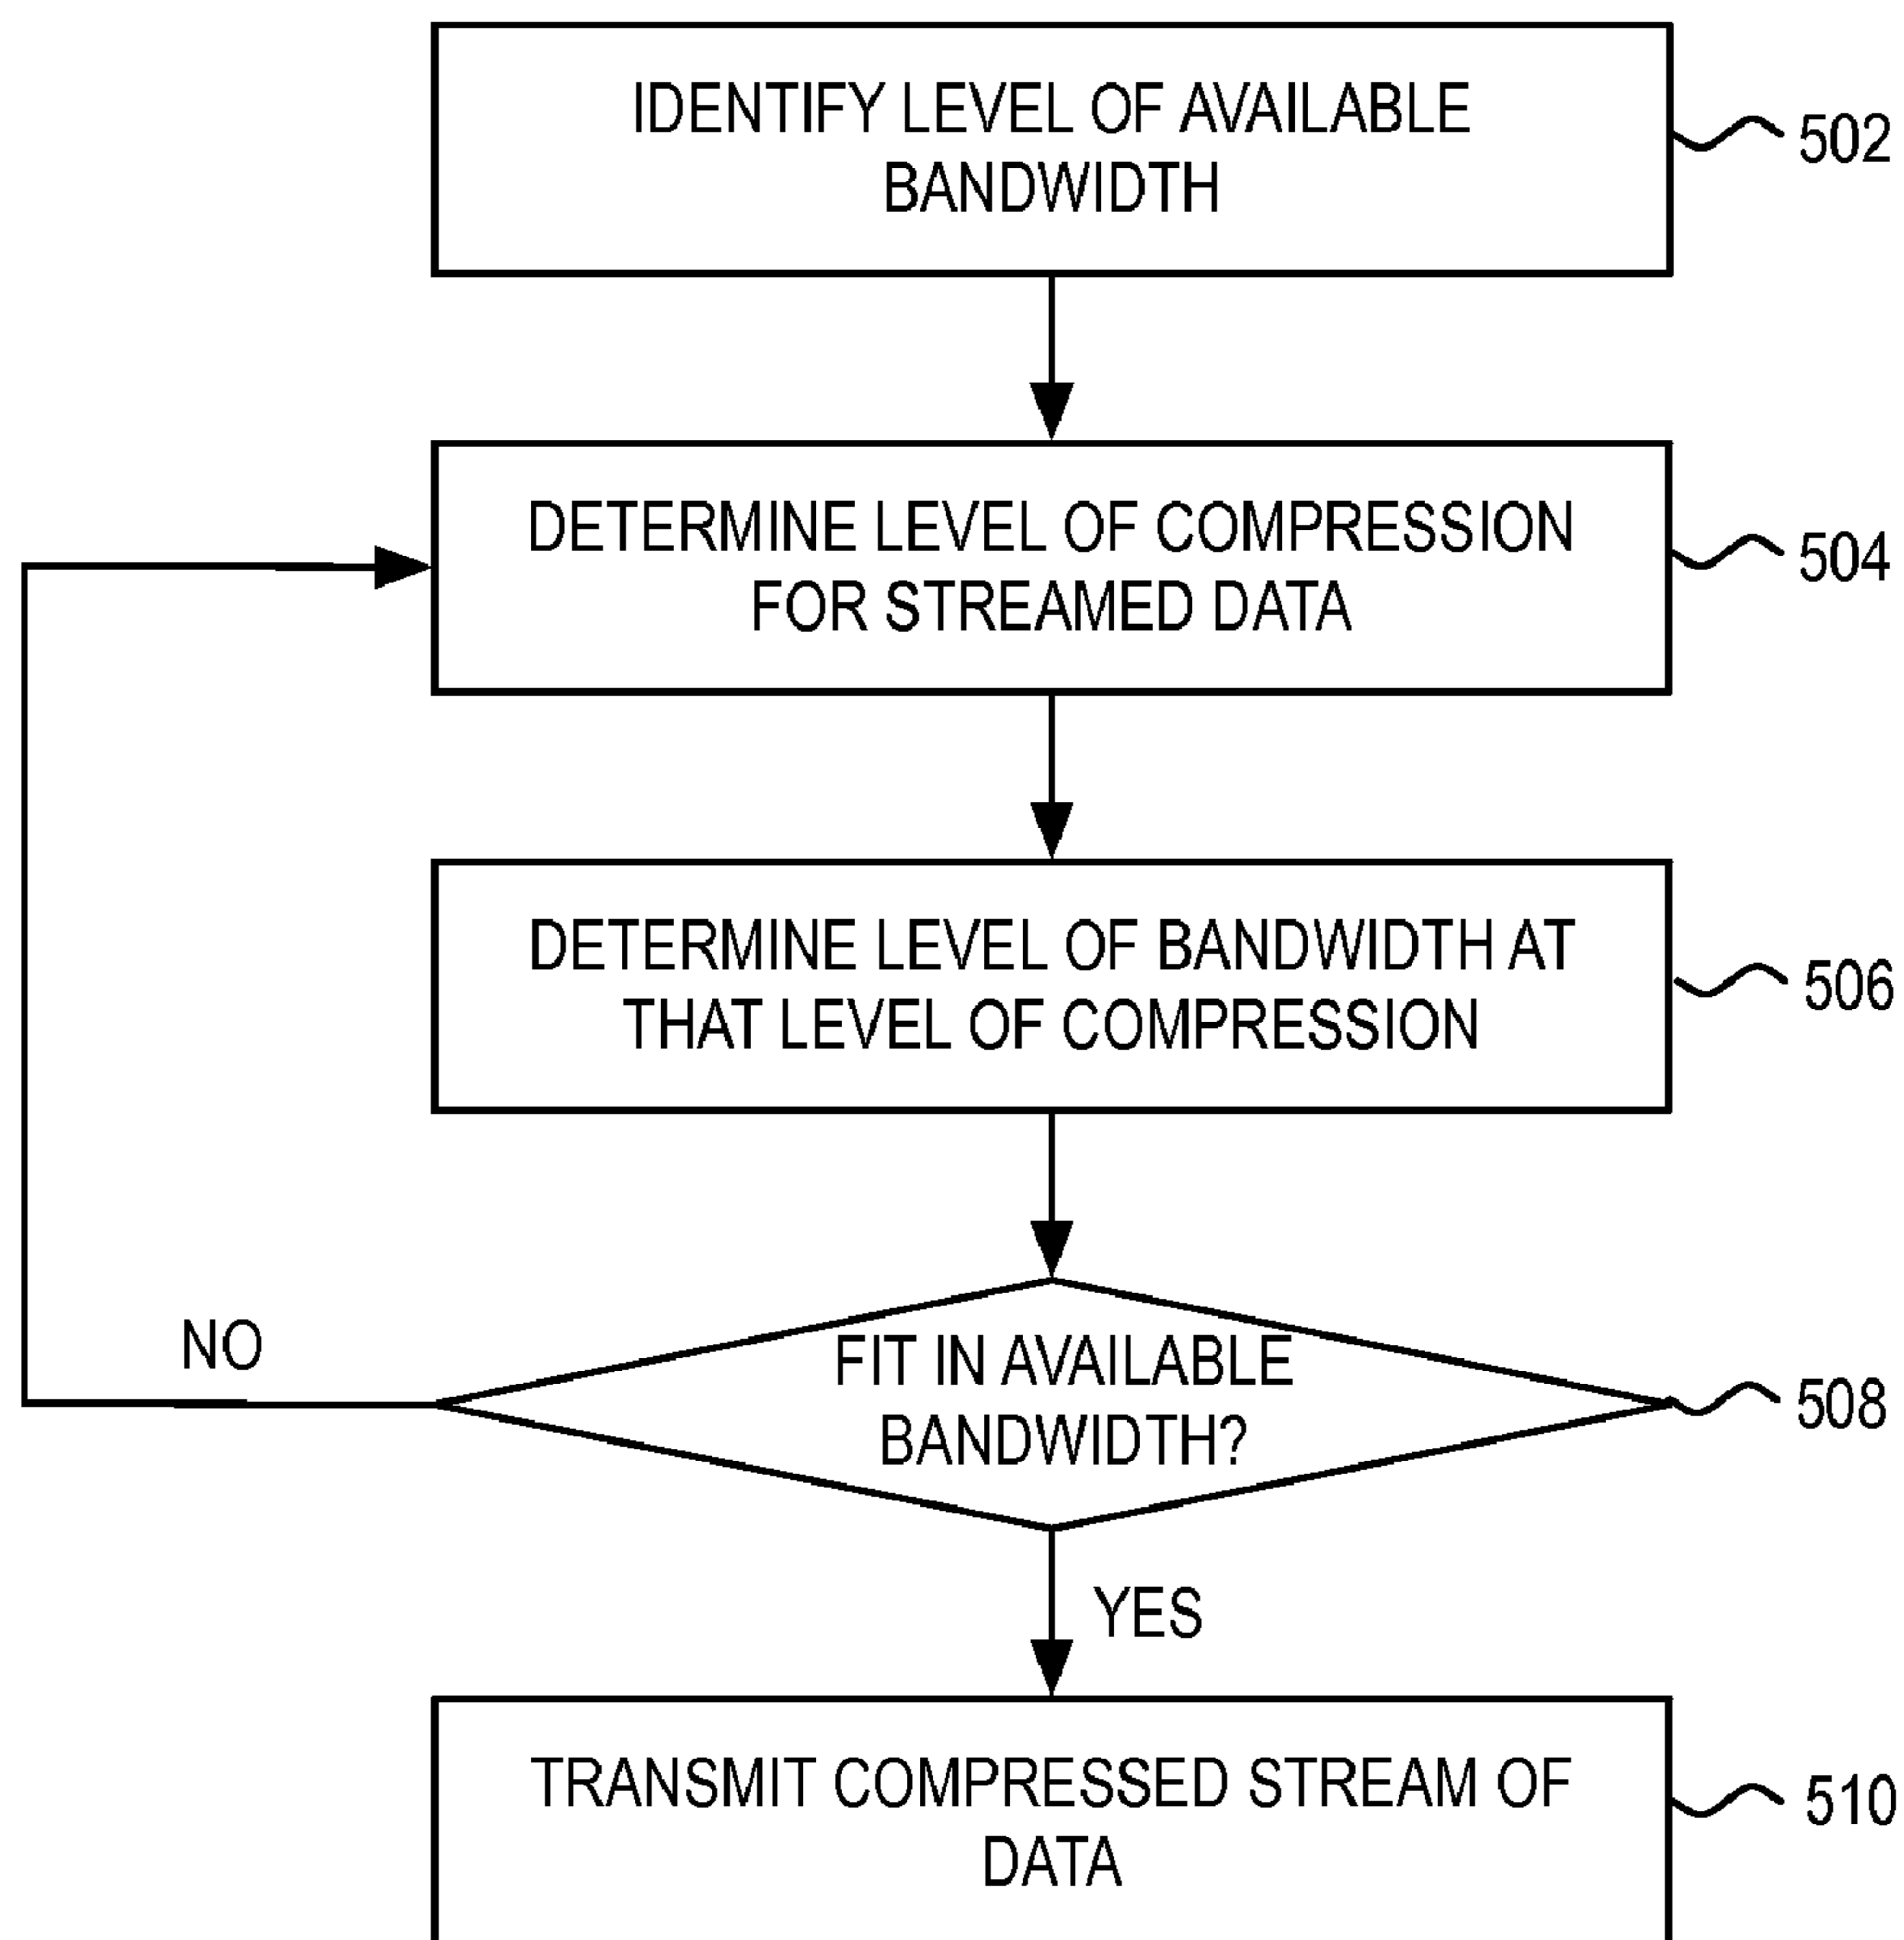 IDENTIFY LEVEL OF AVAILABLE
BANDWIDTH
502
DETERMINE LEVEL OF COMPRESSION
FOR STREAMED DATA
504
DETERMINE LEVEL OF BANDWIDTH AT
THAT LEVEL OF COMPRESSION
506
NO
FIT IN AVAILABLE
BANDWIDTH?
508
YES
TRANSMIT COMPRESSED STREAM OF
DATA
510